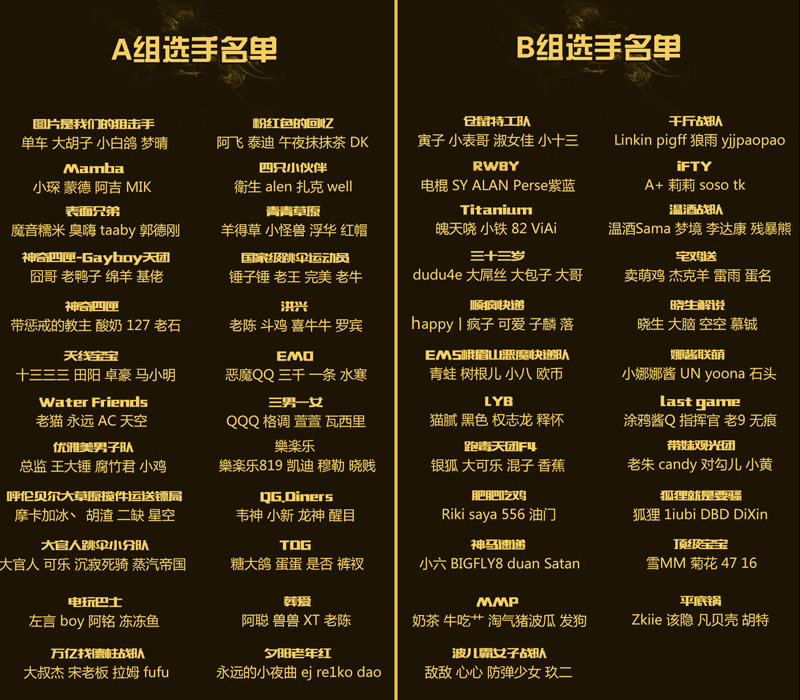 A组选手名单
图片是我们的狙击手
单车 大胡子 小白鸽 梦晴
Mamba
小琛 蒙德 阿吉 MIK
表面兄弟
魔音糯米 臭嗨 taaby 郭德刚
神奇四匣-Gayboy天团
囧哥 老鸭子 绵羊 基佬
神奇四匣
带惩戒的教主 酸奶 127 老石
天线宝宝
十三三三 田阳 卓豪 马小明
Water Friends
老猫 永远 AC 天空
优雅美男子队
总监 王大锤 腐竹君 小鸡
呼伦贝尔大草原揽件运送镖局
摩卡加冰丶 胡渣 二缺 星空
大官人跳伞小分队
大官人 可乐 沉寂死骑 蒸汽帝国
电玩巴士
左言 boy 阿铭 冻冻鱼
万亿找德桩战队
大叔杰 宋老板 拉姆 fufu
粉红色的回忆
阿飞 泰迪 午夜抹抹茶 DK
四只小伙伴
衛生 alen 扎克 well
青青草原
羊得草 小怪兽 浮华 红帽
国家级跳伞运动员
锤子锤 老王 完美 老牛
洪兴
老陈 斗鸡 喜牛牛 罗宾
EMO
恶魔QQ 三千 一条 水寒
三男一女
QQQ 格调 萱萱 瓦西里
樂楽乐
樂楽乐819 凯迪 穆勒 晓贱
QG.Diners
韦神 小新 龙神 醒目
TOG
糖大鸽 蛋蛋 是否 裤衩
葬爱
阿聪 兽兽 XT 老陈
夕阳老年红
永远的小夜曲 ej re1ko dao
B组选手名单
仓鼠特工队
寅子 小表哥 淑女佳 小十三
RWBY
电棍 SY ALAN Perse紫蓝
Titanium
魄天哓 小铁 82 ViAi
三十三岁
dudu4e 大屌丝 大包子 大哥
顺疯快递
happy丨疯子 可爱 子麟 落
EMS峨眉山恶魔快递队
青蛙 树根儿 小八 欧币
LYB
猫腻 黑色 权志龙 释怀
跑毒天团F4
银狐 大可乐 混子 香蕉
肥肥吃鸡
Riki saya 556 油门
神马速递
小六 BIGFLY8 duan Satan
MMP
奶茶 牛吃艹 淘气猪波瓜 发狗
波儿霸女子战队
敌敌 心心 防弹少女 玖二
千斤战队
Linkin pigff 狼雨 yjjpaopao
iFTY
A+ 莉莉 soso tk
温酒战队
温酒Sama 梦境 李达康 残暴熊
宅鸡送
卖萌鸡 杰克羊 雷雨 蛋名
晓生解说
晓生 大脑 空空 慕铖
娜酱联萌
小娜娜酱 UN yoona 石头
Last game
涂鸦酱Q 指挥官 老9 无痕
带妹观光团
老朱 candy 对勾儿 小黄
狐狸就是要骚
狐狸 1iubi DBD DiXin
顶级宝宝
雪MM 菊花 47 16
平底锅
Zkiie 该隐 凡贝壳 胡特